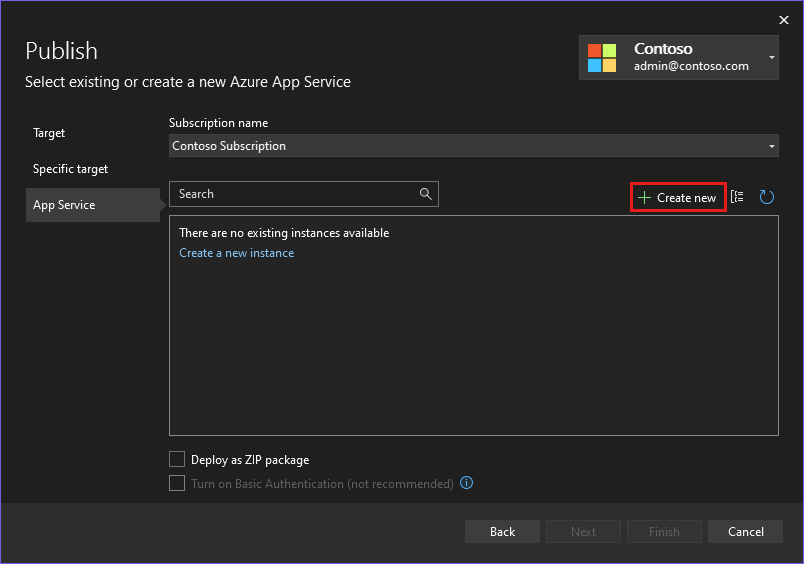 Publish
Select existing or create a new Azure App Service
Contoso
admin@contoso.com
Target
Specific target
App Service
Subscription name
Contoso Subscription
Search
Create new
There are no existing instances available
Create a new instance
Deploy as ZIP package
Turn on Basic Authentication (not recommended)
Back
Next
Finish
Cancel